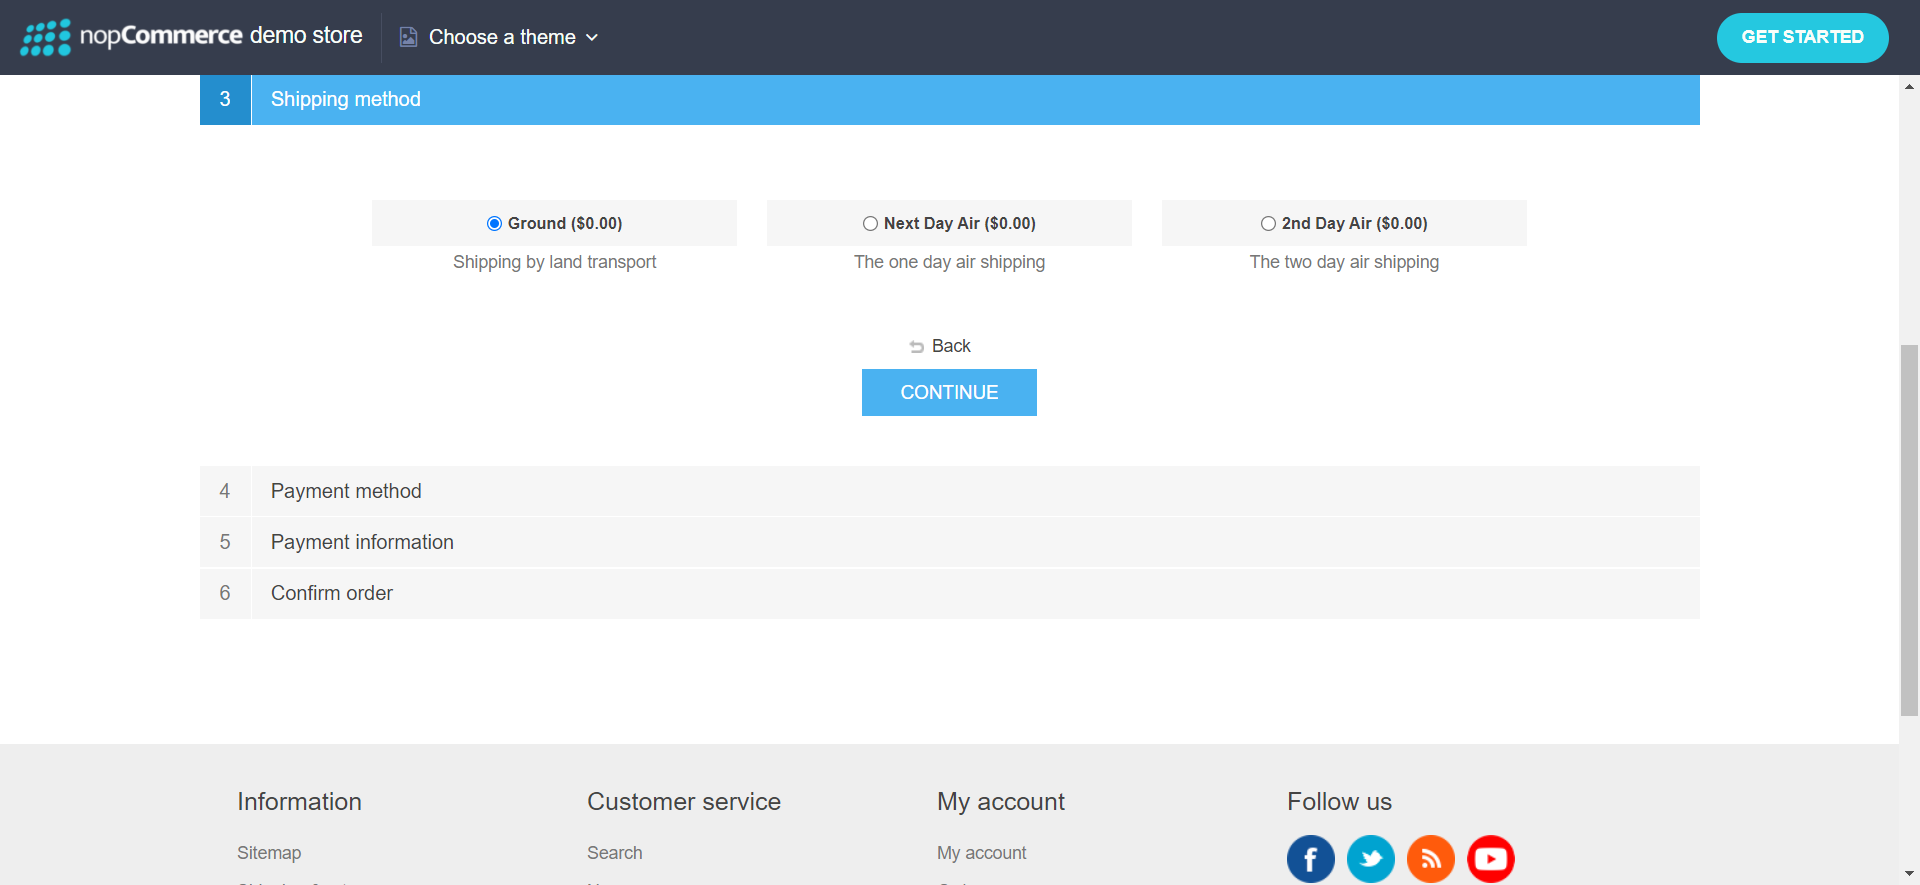 nopCommerce demo store
Choose a theme
GET STARTED
3 Shipping method
Ground ($0.00)
Shipping by land transport
Next Day Air ($0.00)
The one day air shipping
2nd Day Air ($0.00)
The two day air shipping
Back
CONTINUE
4 Payment method
5 Payment information
6 Confirm order
Information
Sitemap
Customer service
Search
My account
My account
Follow us